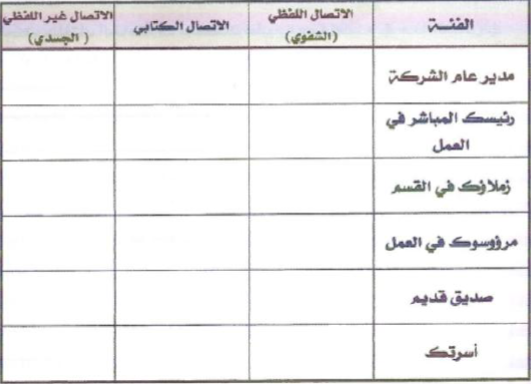 الفئة
الاتصال اللفظي
(الشفوي)
الاتصال الكتابي
الاتصال غير اللفظي
(الجسدي)
مدير عام الشركة
رئيسك المباشر في
العمل
زملاؤك في القسم
مرؤوسوك في العمل
صديق قديم
أسرتك